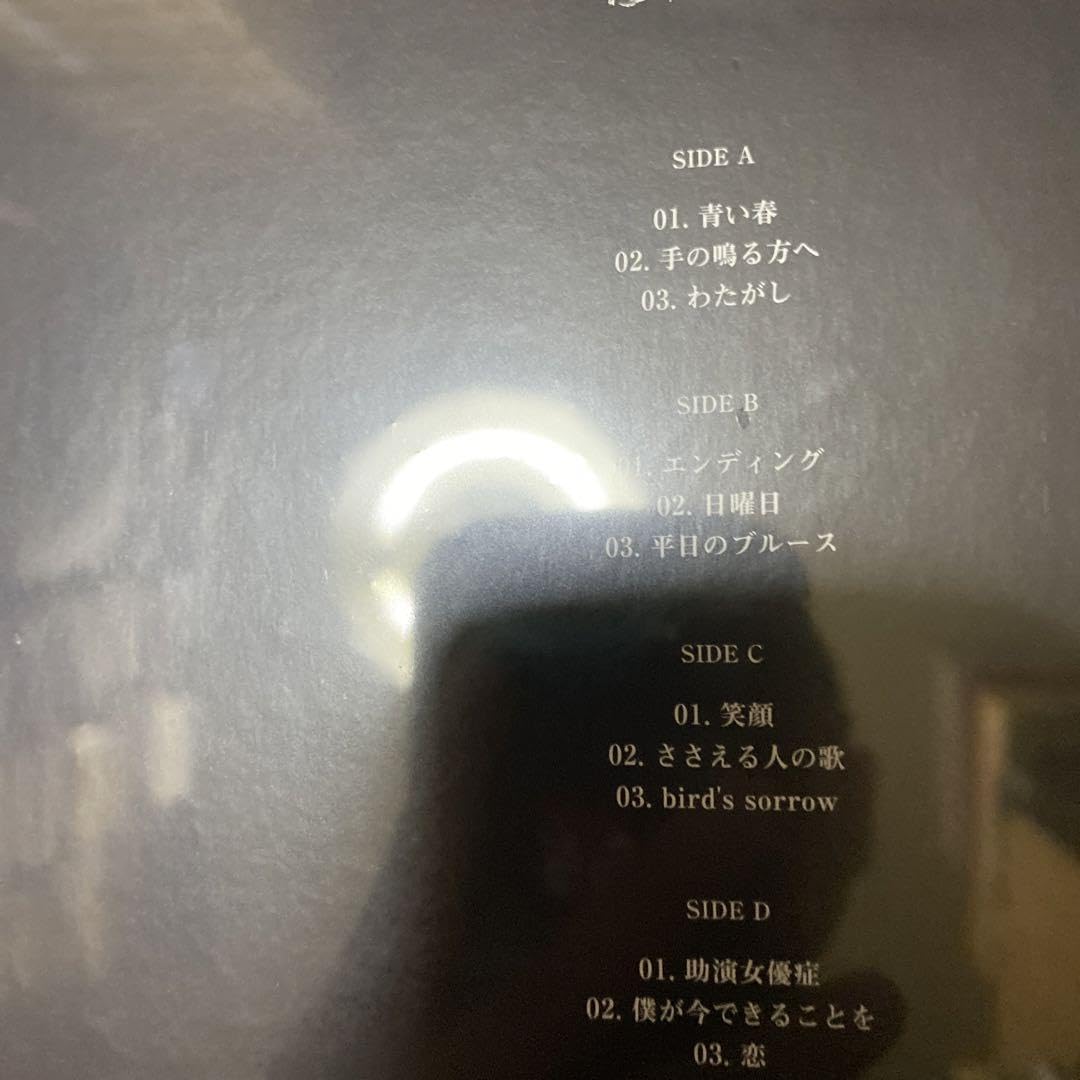 SIDE A
01. 青い春
02. 手の鳴る方へ
03. わたがし
SIDE B
01. エンディング
02. 日曜日
03. 平日のブルース
SIDE C
01. 笑顔
02. ささえる人の歌
03. bird's sorrow
SIDE D
01. 助演女優症
02. 僕が今できることを
03. 恋